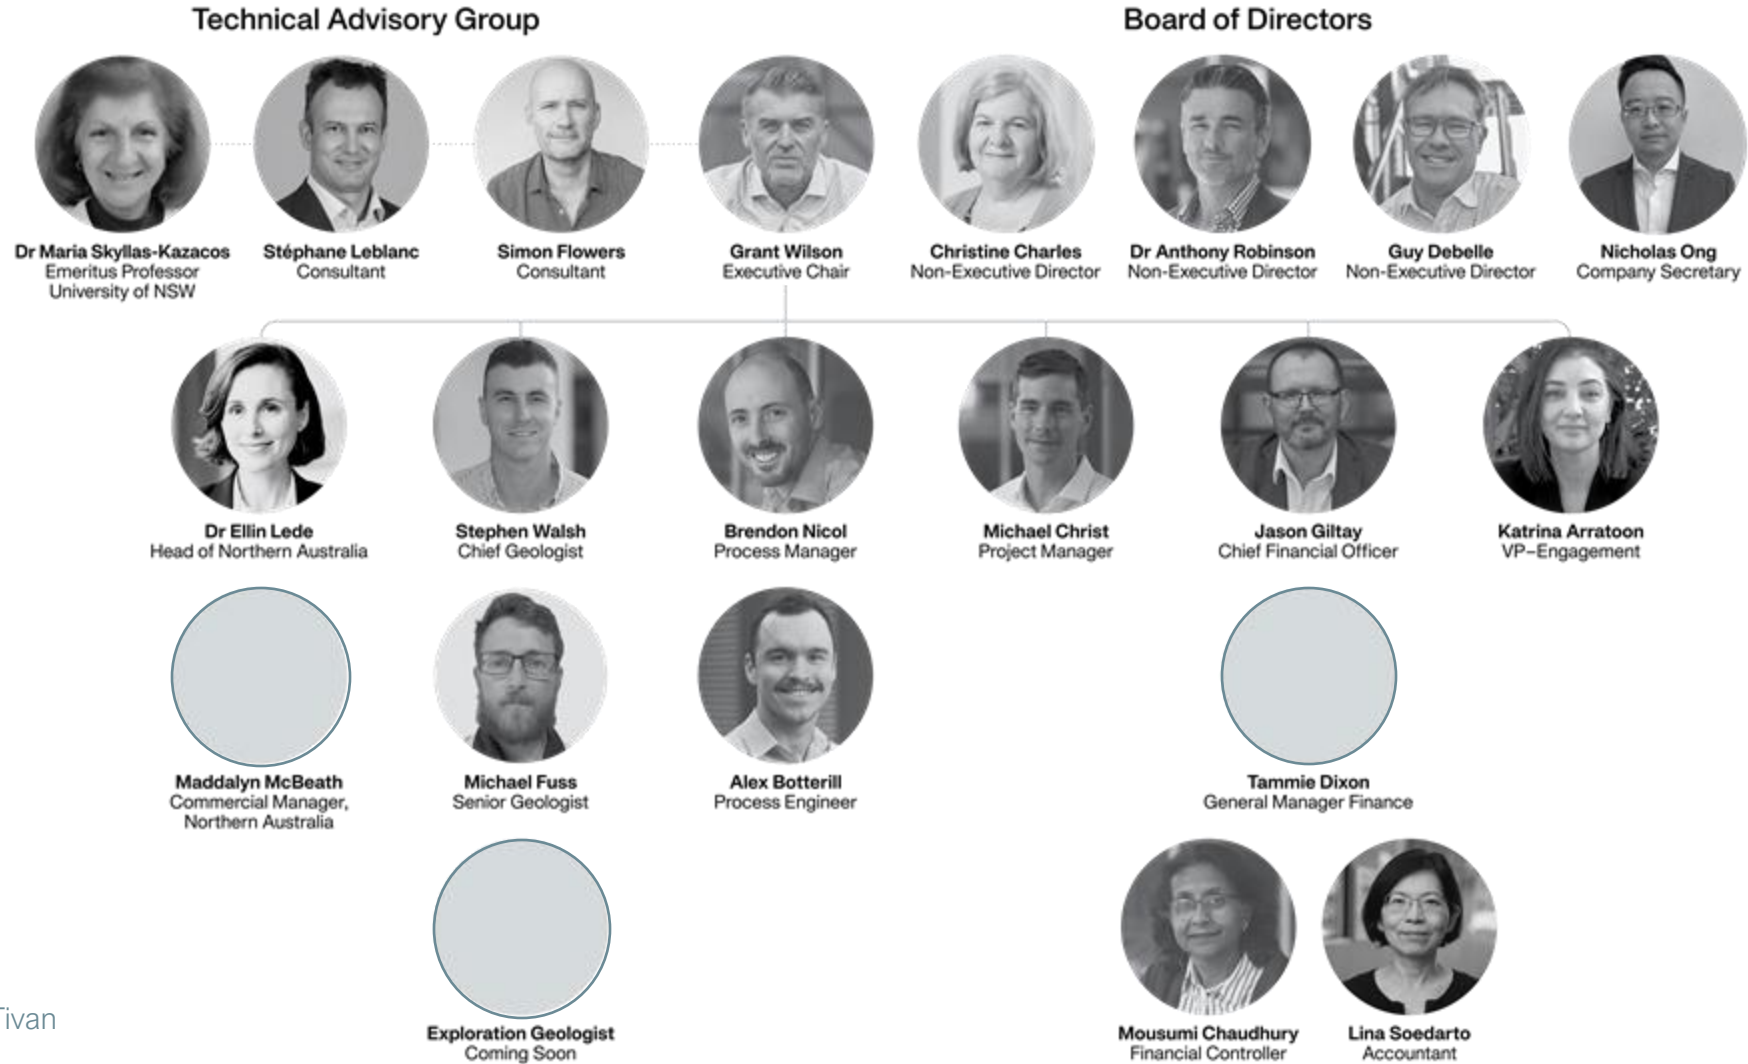 Technical Advisory Group
Board of Directors
Dr Maria Skyllas-Kazacos
Emeritus Professor
University of NSW
Stéphane Leblanc
Consultant
Simon Flowers
Consultant
Grant Wilson
Executive Chair
Christine Charles
Non-Executive Director
Dr Anthony Robinson
Non-Executive Director
Guy Debelle
Non-Executive Director
Nicholas Ong
Company Secretary
Dr Ellin Lede
Head of Northern Australia
Stephen Walsh
Chief Geologist
Brendon Nicol
Process Manager
Michael Christ
Project Manager
Jason Giltay
Chief Financial Officer
Katrina Arratoon
VP–Engagement
Maddalyn McBeath
Commercial Manager,
Northern Australia
Michael Fuss
Senior Geologist
Alex Botterill
Process Engineer
Tammie Dixon
General Manager Finance
Exploration Geologist
Coming Soon
Mousumi Chaudhury
Financial Controller
Lina Soedarto
Accountant
Tivan